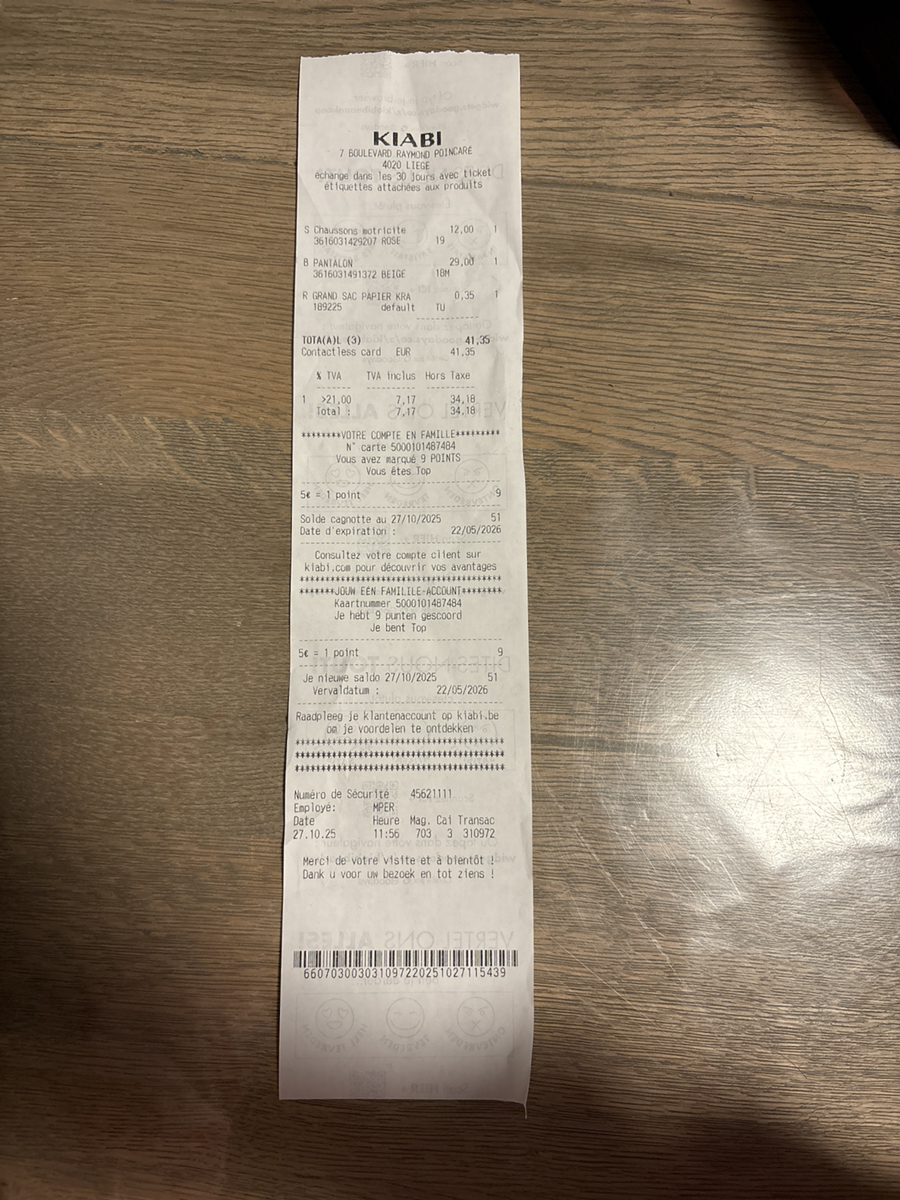 KIABI
7 BOULEVARD RAYMOND POINCARE
4020 LIEGE
échange dans les 30 jours avec ticket
étiquettes attachées aux produits
S Chaussons motricite 12,00 1
3616031429207 ROSE 19
B PANTALON 29,00 1
3616031491372 BEIGE 18M
R GRAND SAC PAPIER KRA 0,35 1
189225 default TU
TOTA(A)L (3) 41,35
Contactless card EUR 41,35
% TVA TVA inclus Hors Taxe
1 >21,00 7,17 34,18
Total : 7,17 34,18
********VOTRE COMPTE EN FAMILLE*********
N° carte 5000101487484
Vous avez marqué 9 POINTS
Vous êtes Top
5€ = 1 point 9
Solde cagnotte au 27/10/2025 51
Date d'expiration : 22/05/2026
Consultez votre compte client sur
kiabi.com pour découvrir vos avantages
****************************************
*******JOUW EEN FAMILILE-ACCOUNT********
Kaartnummer 5000101487484
Je hebt 9 punten gescoord
Je bent Top
5€ = 1 point 9
Je nieuwe saldo 27/10/2025 51
Vervaldatum : 22/05/2026
Raadpleeg je klantenaccount op kiabi.be
om je voordelen te ontdekken
****************************************
****************************************
****************************************
Numéro de Sécurité 45621111
Employé: MPER
Date Heure Mag. Cai Transac
27.10.25 11:56 703 3 310972
Merci de votre visite et à bientôt !
Dank u voor uw bezoek en tot ziens !
6607030030310972202510271154​39